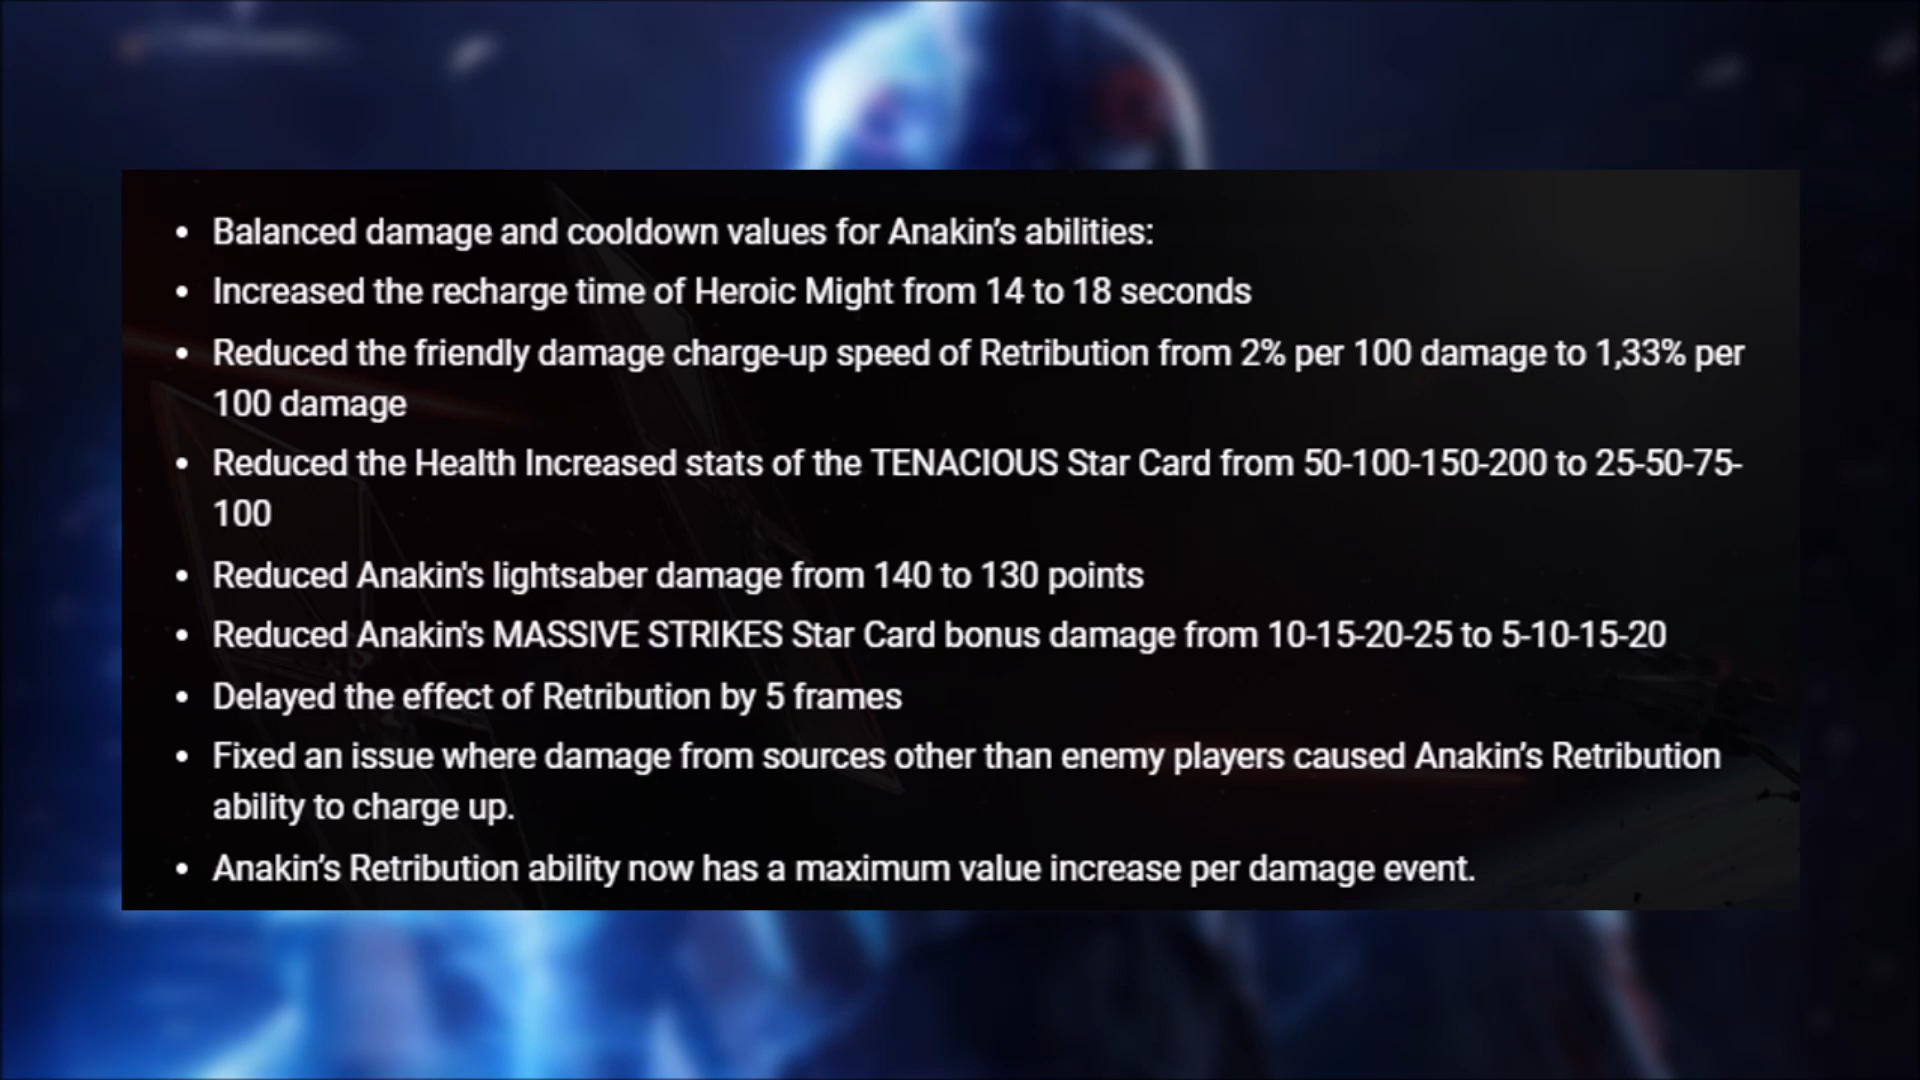 • Balanced damage and cooldown values for Anakin’s abilities:
• Increased the recharge time of Heroic Might from 14 to 18 seconds
• Reduced the friendly damage charge-up speed of Retribution from 2% per 100 damage to 1,33% per
100 damage
• Reduced the Health Increased stats of the TENACIOUS Star Card from 50-100-150-200 to 25-50-75-
100
• Reduced Anakin's lightsaber damage from 140 to 130 points
• Reduced Anakin's MASSIVE STRIKES Star Card bonus damage from 10-15-20-25 to 5-10-15-20
• Delayed the effect of Retribution by 5 frames
• Fixed an issue where damage from sources other than enemy players caused Anakin’s Retribution
ability to charge up.
• Anakin’s Retribution ability now has a maximum value increase per damage event.